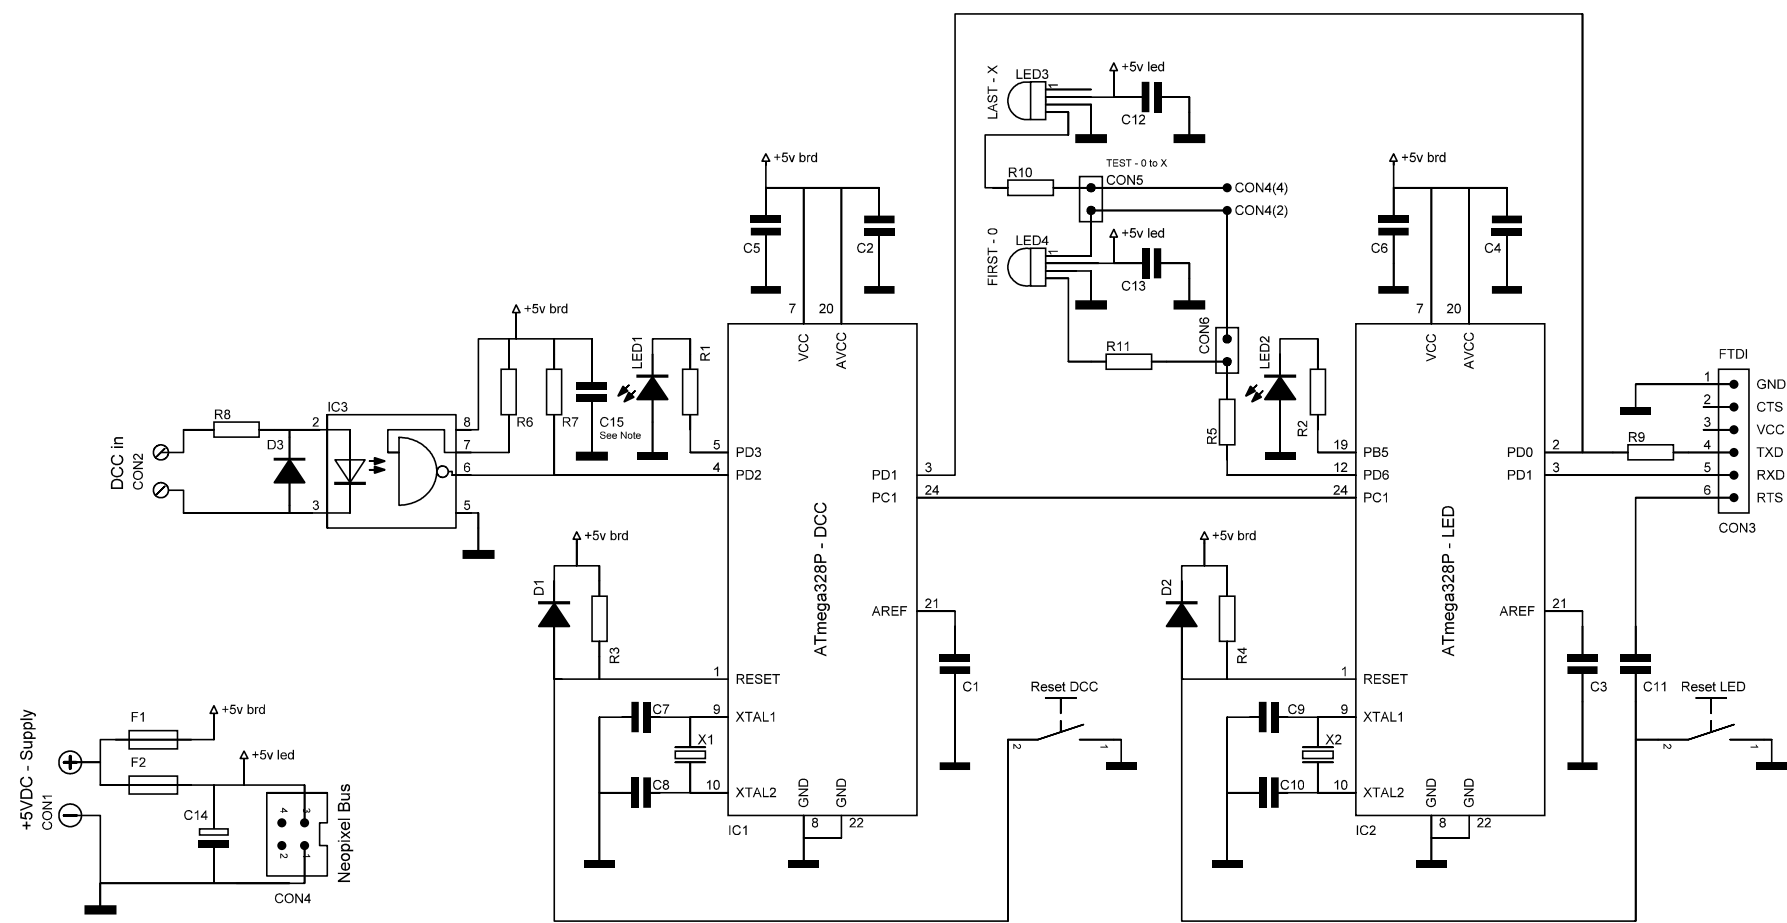 LAST - X
LED3
1
+5v led
C12
TEST - 0 to X
R10
CON5
CON4(4)
CON4(2)
FIRST - 0
LED4
1
+5v led
C13
+5v brd
C5
C2
7
20
VCC
AVCC
+5v brd
C6
C4
7
20
VCC
AVCC
CON6
R11
R5
LED2
R2
+5v brd
LED1
R1
R6
R7
C15
See Note
IC3
R8
D3
DCC in
CON2
2
3
8
7
6
5
5
PD3
4
PD2
PD1
3
PC1
24
ATmega328P - DCC
19
PB5
12
PD6
24
PC1
PD0
2
PD1
3
ATmega328P - LED
R9
FTDI
1
GND
2
CTS
3
VCC
4
TXD
5
RXD
6
RTS
CON3
+5v brd
D1
R3
1
RESET
9
XTAL1
10
XTAL2
C7
X1
C8
AREF
21
C1
GND
GND
8
22
IC1
Reset DCC
2
1
+5v brd
D2
R4
1
RESET
9
XTAL1
10
XTAL2
C9
X2
C10
AREF
21
C3
C11
GND
GND
8
22
IC2
Reset LED
2
1
+5VDC - Supply
CON1
F1
+5v brd
F2
+5v led
C14
4
3
2
1
Neopixel Bus
CON4